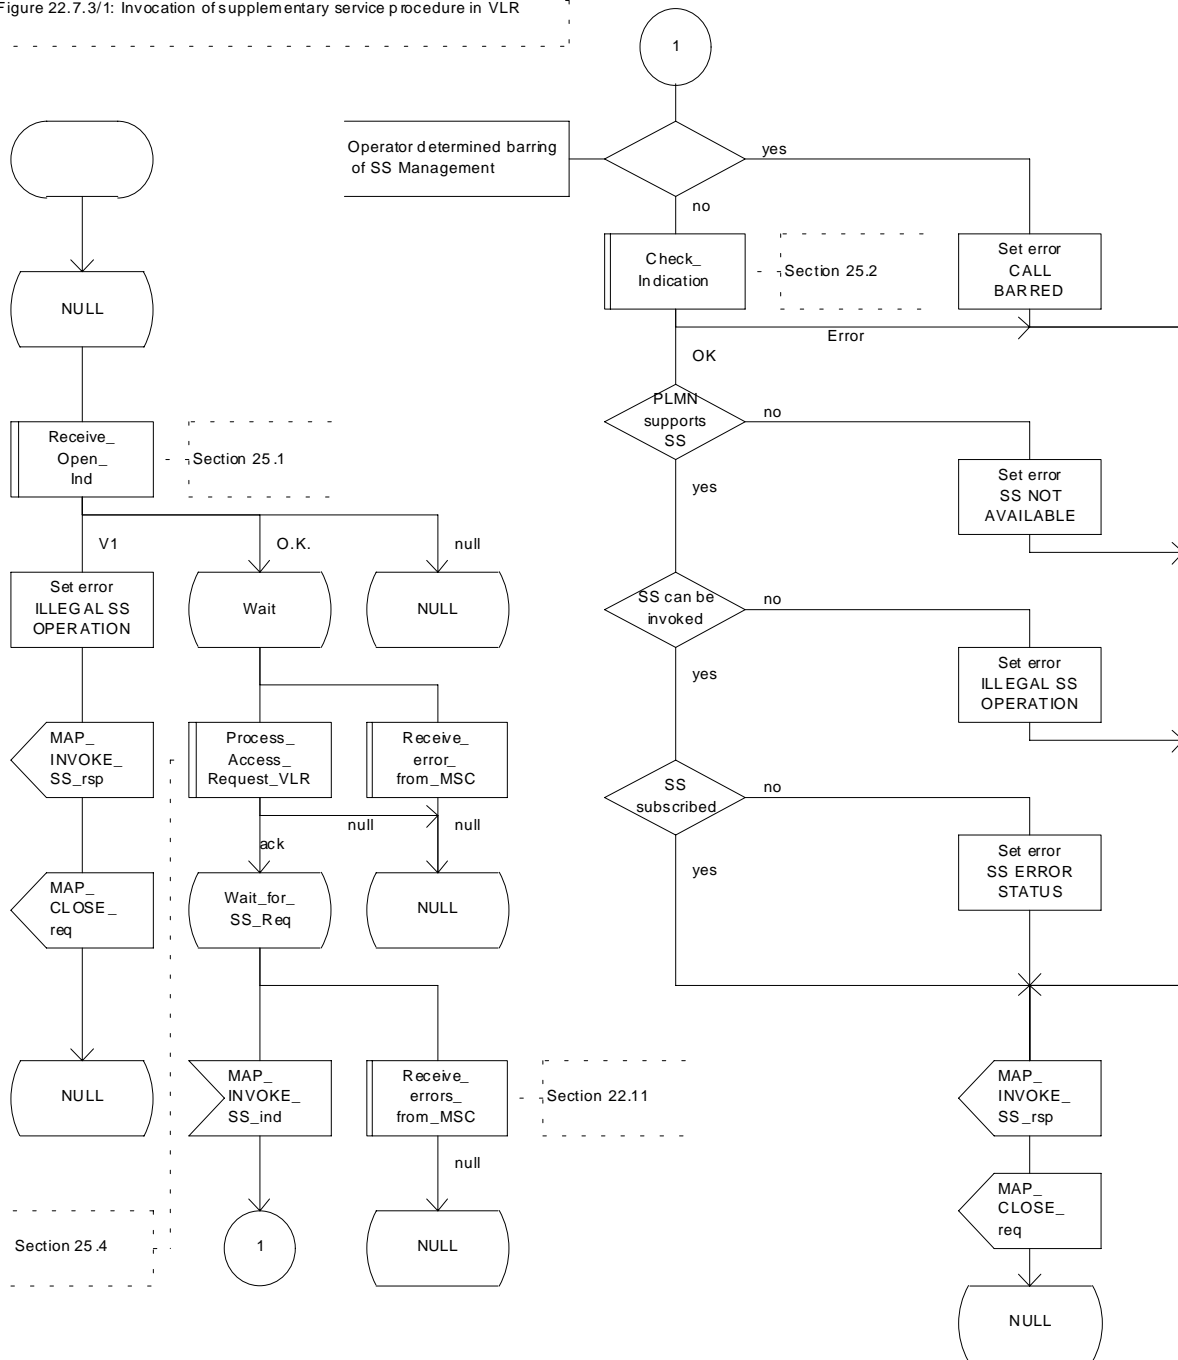 Figure 22.7.3/1: Invocation of supplementary service procedure in VLR
NULL
Receive_
Open_
Ind
Section 25.1
V1
O.K.
null
Set error
ILLEGAL SS
OPERATION
Wait
NULL
MAP_
INVOKE_
SS_rsp
Process_
Access_
Request_VLR
Receive_
error_
from_MSC
null
null
ack
MAP_
CLOSE_
req
Wait_for_
SS_Req
NULL
NULL
MAP_
INVOKE_
SS_ind
Receive_
errors_
from_MSC
Section 22.11
null
Section 25.4
1
NULL
1
Operator determined barring
of SS Management
yes
no
Check_
Indication
Section 25.2
Set error
CALL
BARRED
Error
OK
PLMN
supports
SS
no
yes
Set error
SS NOT
AVAILABLE
SS can be
invoked
no
yes
Set error
ILLEGAL SS
OPERATION
SS
subscribed
no
yes
Set error
SS ERROR
STATUS
MAP_
INVOKE_
SS_rsp
MAP_
CLOSE_
req
NULL